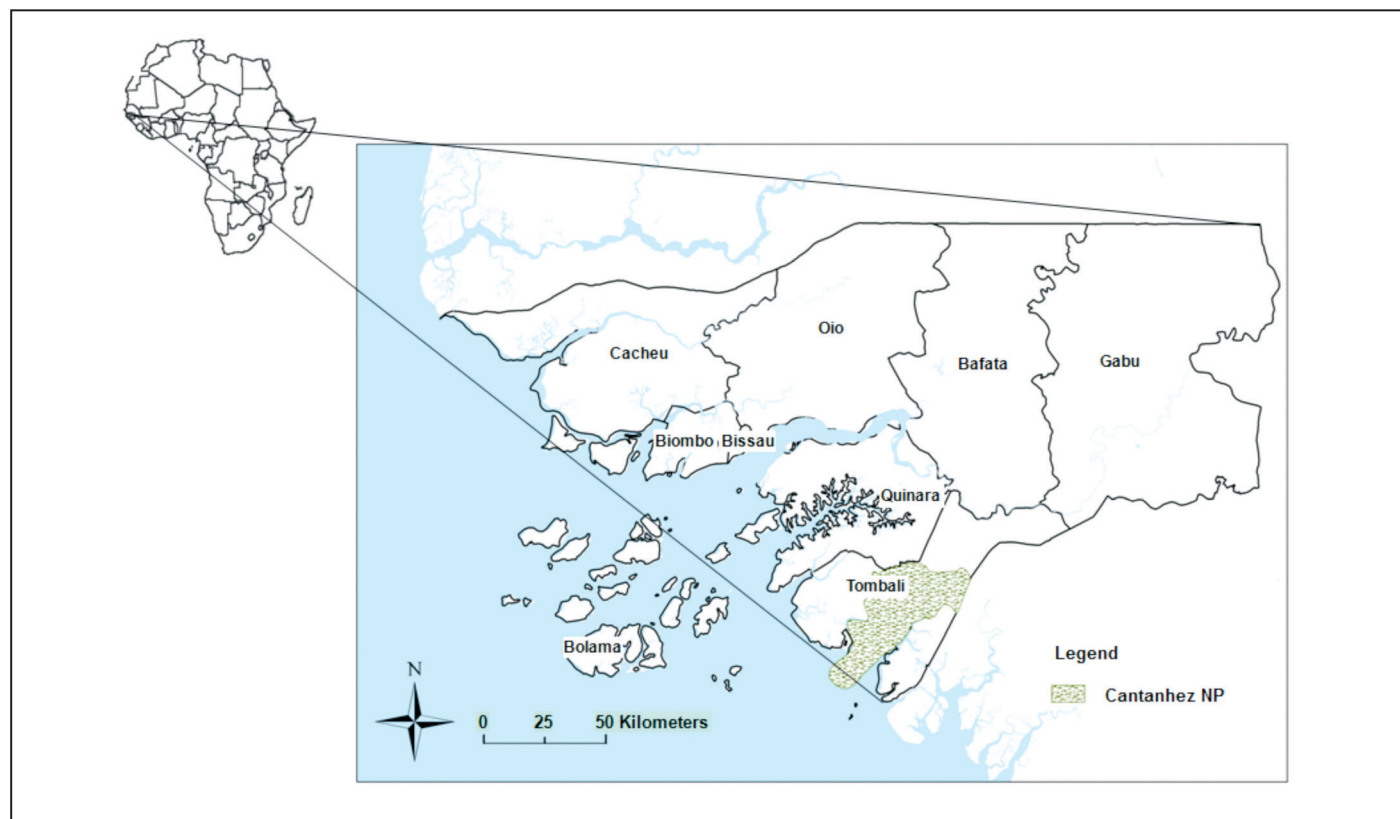 Oio
Cacheu
Bafata
Gabu
Biombo
Bissau
Quinara
Tombali
Bolama
Legend
Cantanhez NP
N
0 25 50 Kilometers